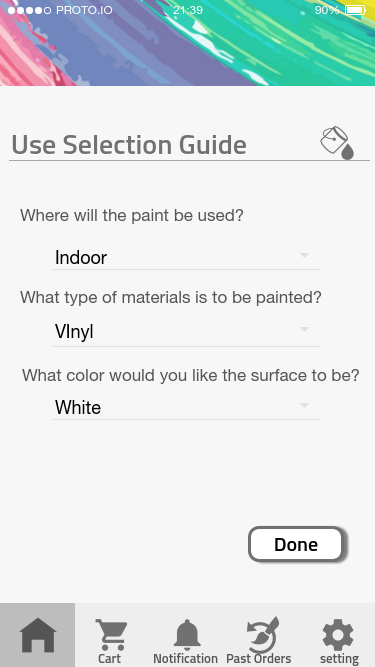 PROTO.IO 21:39 90%
Use Selection Guide
Where will the paint be used?
Indoor
What type of materials is to be painted?
VInyl
What color would you like the surface to be?
White
Done
Cart Notification Past Orders setting